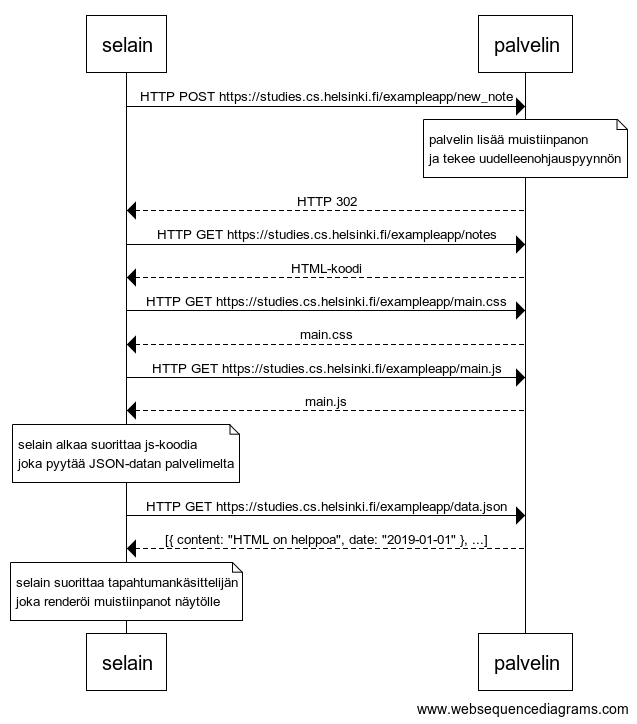 selain
palvelin
HTTP POST https://studies.cs.helsinki.fi/exampleapp/new_note
palvelin lisää muistiinpanon
ja tekee uudelleenohjauspyynnön
HTTP 302
HTTP GET https://studies.cs.helsinki.fi/exampleapp/notes
HTML-koodi
HTTP GET https://studies.cs.helsinki.fi/exampleapp/main.css
main.css
HTTP GET https://studies.cs.helsinki.fi/exampleapp/main.js
main.js
selain alkaa suorittaa js-koodia
joka pyytää JSON-datan palvelimelta
HTTP GET https://studies.cs.helsinki.fi/exampleapp/data.json
[{ content: "HTML on helppoa", date: "2019-01-01" }, ...]
selain suorittaa tapahtumankäsittelijän
joka renderöi muistiinpanot näytölle
selain
palvelin
www.websequencediagrams.com